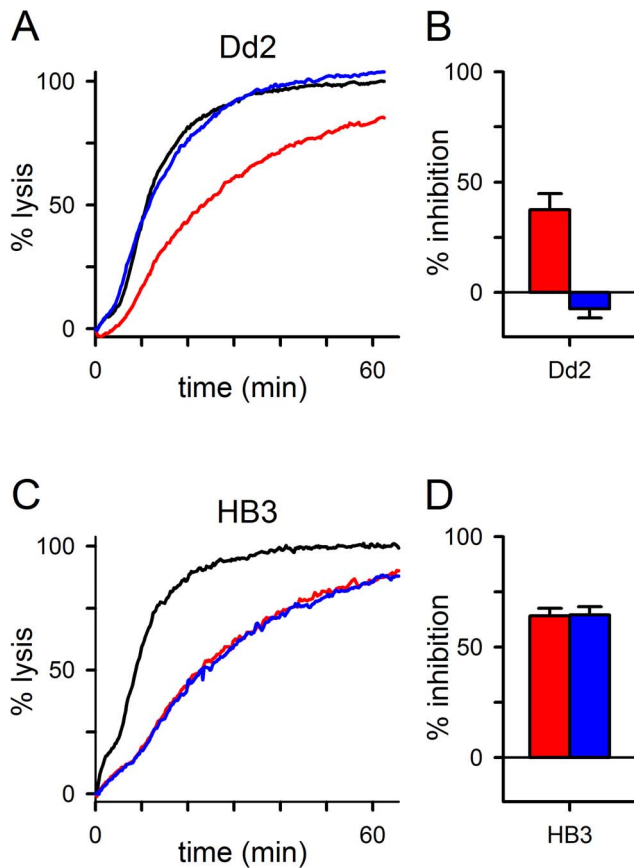 A
Dd2
100
50
0
% lysis
0
60
time (min)
B
100
50
0
% inhibition
Dd2
C
HB3
100
50
0
% lysis
0
60
time (min)
D
100
50
0
% inhibition
HB3